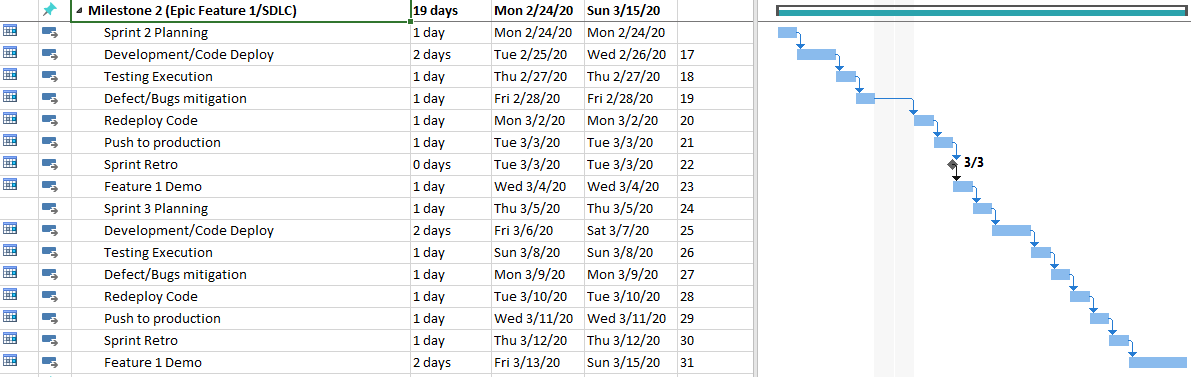 Milestone 2 (Epic Feature 1/SDLC) 19 days Mon 2/24/20 Sun 3/15/20
Sprint 2 Planning 1 day Mon 2/24/20 Mon 2/24/20
Development/Code Deploy 2 days Tue 2/25/20 Wed 2/26/20 17
Testing Execution 1 day Thu 2/27/20 Thu 2/27/20 18
Defect/Bugs mitigation 1 day Fri 2/28/20 Fri 2/28/20 19
Redeploy Code 1 day Mon 3/2/20 Mon 3/2/20 20
Push to production 1 day Tue 3/3/20 Tue 3/3/20 21
Sprint Retro 0 days Tue 3/3/20 Tue 3/3/20 22 3/3
Feature 1 Demo 1 day Wed 3/4/20 Wed 3/4/20 23
Sprint 3 Planning 1 day Thu 3/5/20 Thu 3/5/20 24
Development/Code Deploy 2 days Fri 3/6/20 Sat 3/7/20 25
Testing Execution 1 day Sun 3/8/20 Sun 3/8/20 26
Defect/Bugs mitigation 1 day Mon 3/9/20 Mon 3/9/20 27
Redeploy Code 1 day Tue 3/10/20 Tue 3/10/20 28
Push to production 1 day Wed 3/11/20 Wed 3/11/20 29
Sprint Retro 1 day Thu 3/12/20 Thu 3/12/20 30
Feature 1 Demo 2 days Fri 3/13/20 Sun 3/15/20 31